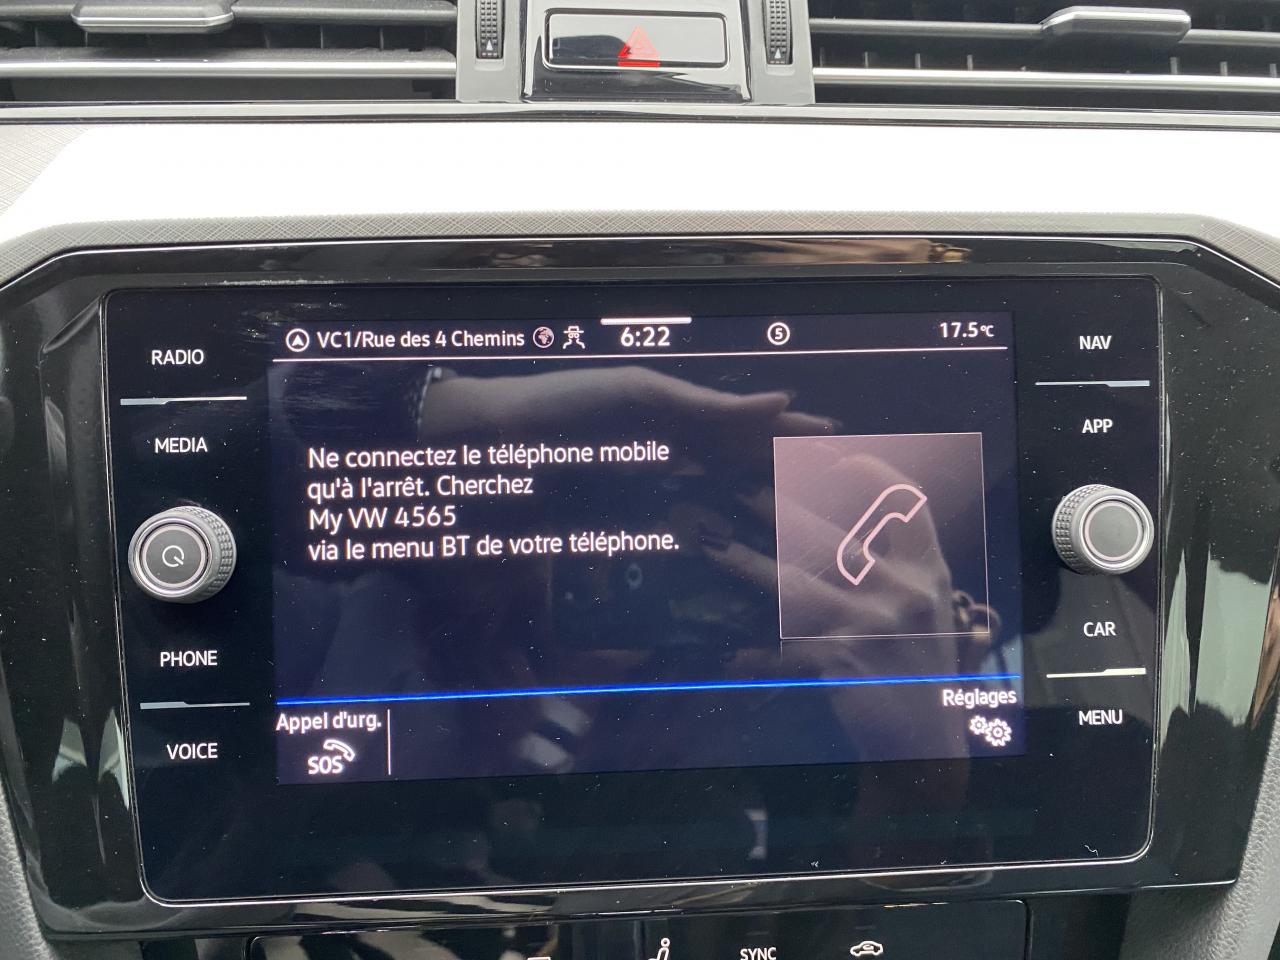 VC1/Rue des 4 Chemins 6:22 5 17.5°C
RADIO
NAV
MEDIA
APP
Ne connectez le téléphone mobile
qu'à l'arrêt. Cherchez
My VW 4565
via le menu BT de votre téléphone.
PHONE
CAR
VOICE
MENU
Appel d'urg.
SOS
Réglages
SYNC